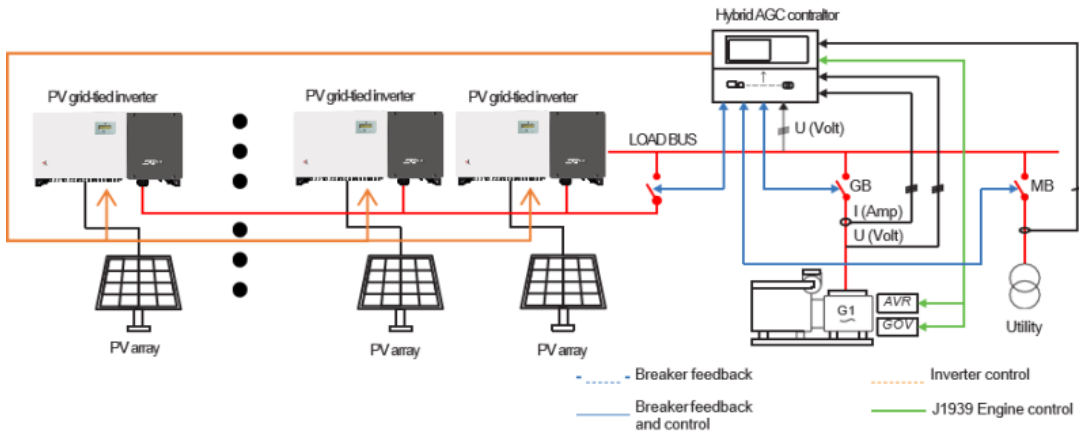 Hybrid AGC contraltor
PV grid-tied inverter
PV grid-tied inverter
PV grid-tied inverter
U (Volt)
LOAD BUS
GB
MB
I (Amp)
U (Volt)
G1
AVR
GOV
Utility
PV array
PV array
PV array
Breaker feedback
Inverter control
Breaker feedback
and control
J1939 Engine control